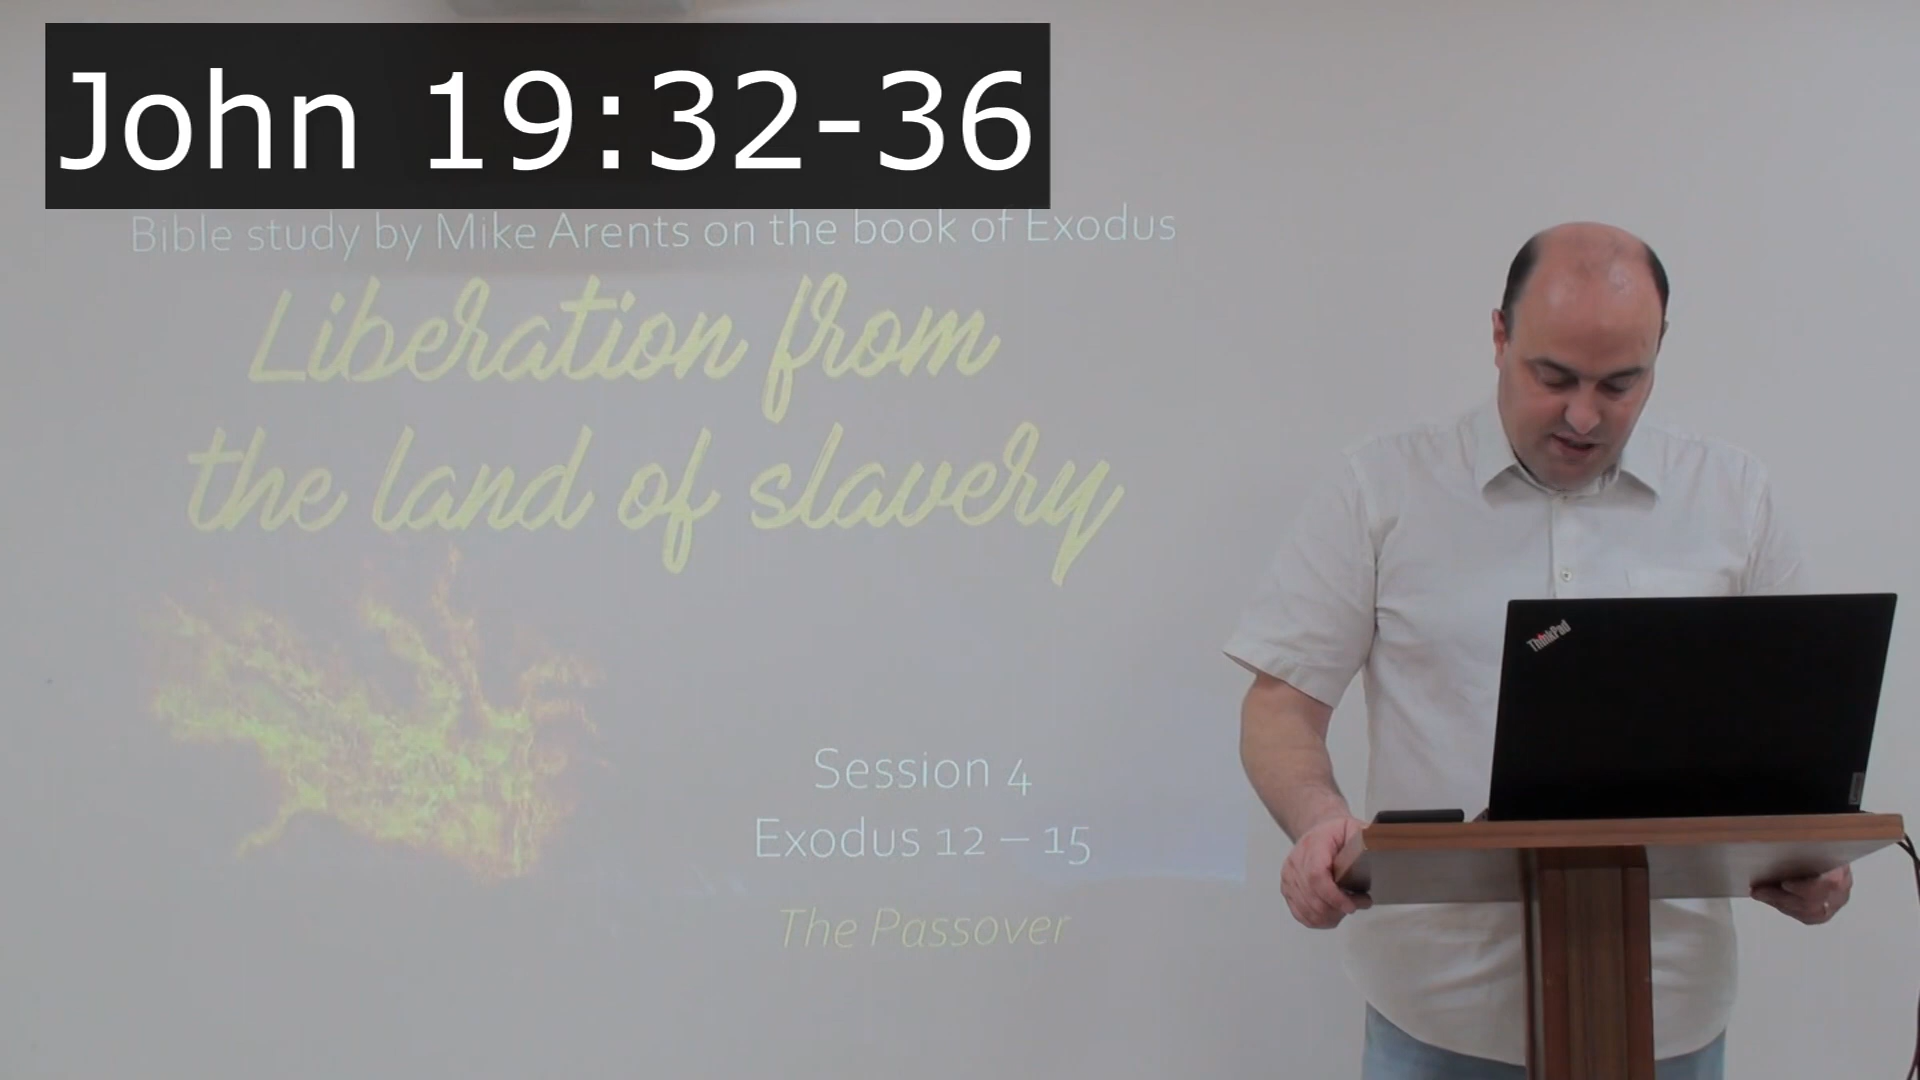 John 19:32-36
Bible study by Mike Arents on the book of Exodus
Liberation from
the land of slavery
Session 4
Exodus 12 – 15
The Passover
ThinkPad